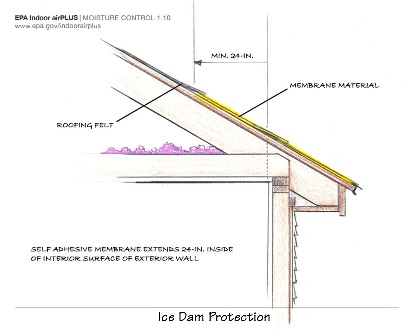 EPA Indoor airPLUS | MOISTURE CONTROL 1.10
www.epa.gov/indoorairplus
MIN. 24-IN.
MEMBRANE MATERIAL
ROOFING FELT
SELF ADHESIVE MEMBRANE EXTENDS 24-IN. INSIDE
OF INTERIOR SURFACE OF EXTERIOR WALL
Ice Dam Protection